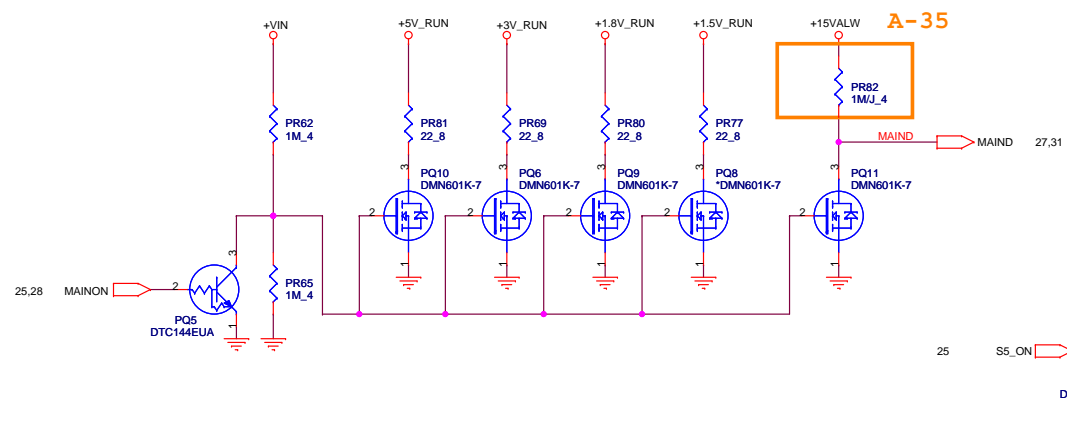 +VIN
+5V_RUN
+3V_RUN
+1.8V_RUN
+1.5V_RUN
+15VALW
A-35
PR62
1M_4
PR81
22_8
PR69
22_8
PR80
22_8
PR77
22_8
PR82
1M/J_4
MAIND
MAIND
27,31
3
PQ10
DMN601K-7
3
PQ6
DMN601K-7
3
PQ9
DMN601K-7
3
PQ8
*DMN601K-7
3
PQ11
DMN601K-7
2
2
2
2
2
1
1
1
1
1
3
25,28
MAINON
2
PR65
1M_4
1
PQ5
DTC144EUA
25
S5_ON
D